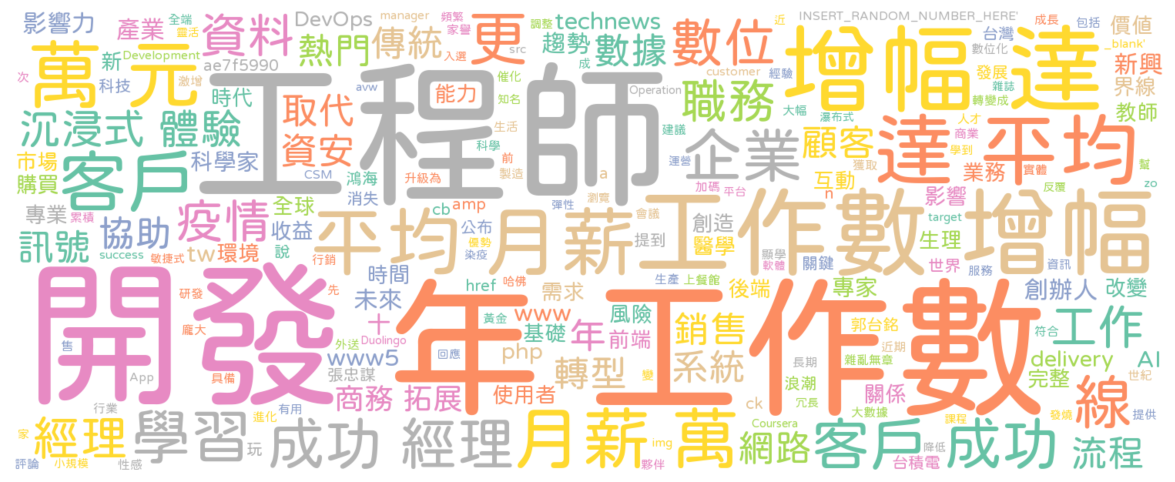 影響力 產業 全端 靈活 資料 熱門 DevOps 傳統 manager 頻繁 家譽 更 調整 technews 近 數位 INSERT_RANDOM_NUMBER_HERE' 成長 包括 價值
萬元 新 Development 科技 次 激增 ae7f5990 時代 入選 src 趨勢 數據 成 增幅達 台灣 數位化 _blank' 發展 雜誌 新興 界線
工程師 取代 能力 avw 催化 知名 customer 經驗 Operation 職務 轉變成 大幅 瀑布式 教師
沉浸式 體驗 資安 生活 建議 企業 顧客 人才 商業 學到 達 平均
市場 購買 客戶 科學家 CSM 鴻海 消失 科學 前 製造 升級為 a 彈性 瀏覽 運營 加碼 平台 互動 獲取 業務 實體 幫 反覆 zo
專業 累積 疫情 全球 收益 cb amp 公布 優勢 染疫 會議 提到 創造 醫學 n 影響 target 生理
訊號 協助 success 敏捷式 tw 環境 行銷 說 平均月薪 工作數 增幅 世界 服務 資訊
開發 研發 龐大 先 時間 未來 href 哈佛 需求 生產 上餐館 顯學 軟體 關鍵 後端 專家 創辦人 改變
年 工作數 十 黃金 www 基礎 年 風險 前端 銷售 郭台銘 近期 符合 工作
外送 售 Duolingo www5 回應 php 系統 雜亂無章 delivery AI
App 具備 張忠謀 轉型 使用者 變 長期 浪潮 關係 完整 世紀 線
行業 進化 有用 商務 拓展 ck 冗長 大數據 課程 發燒 提供
家 經理 學習 玩 成功 經理 月薪 萬 img Coursera 網路 客戶 降低 成功 流程
評論 小規模 性感 夥伴 台積電